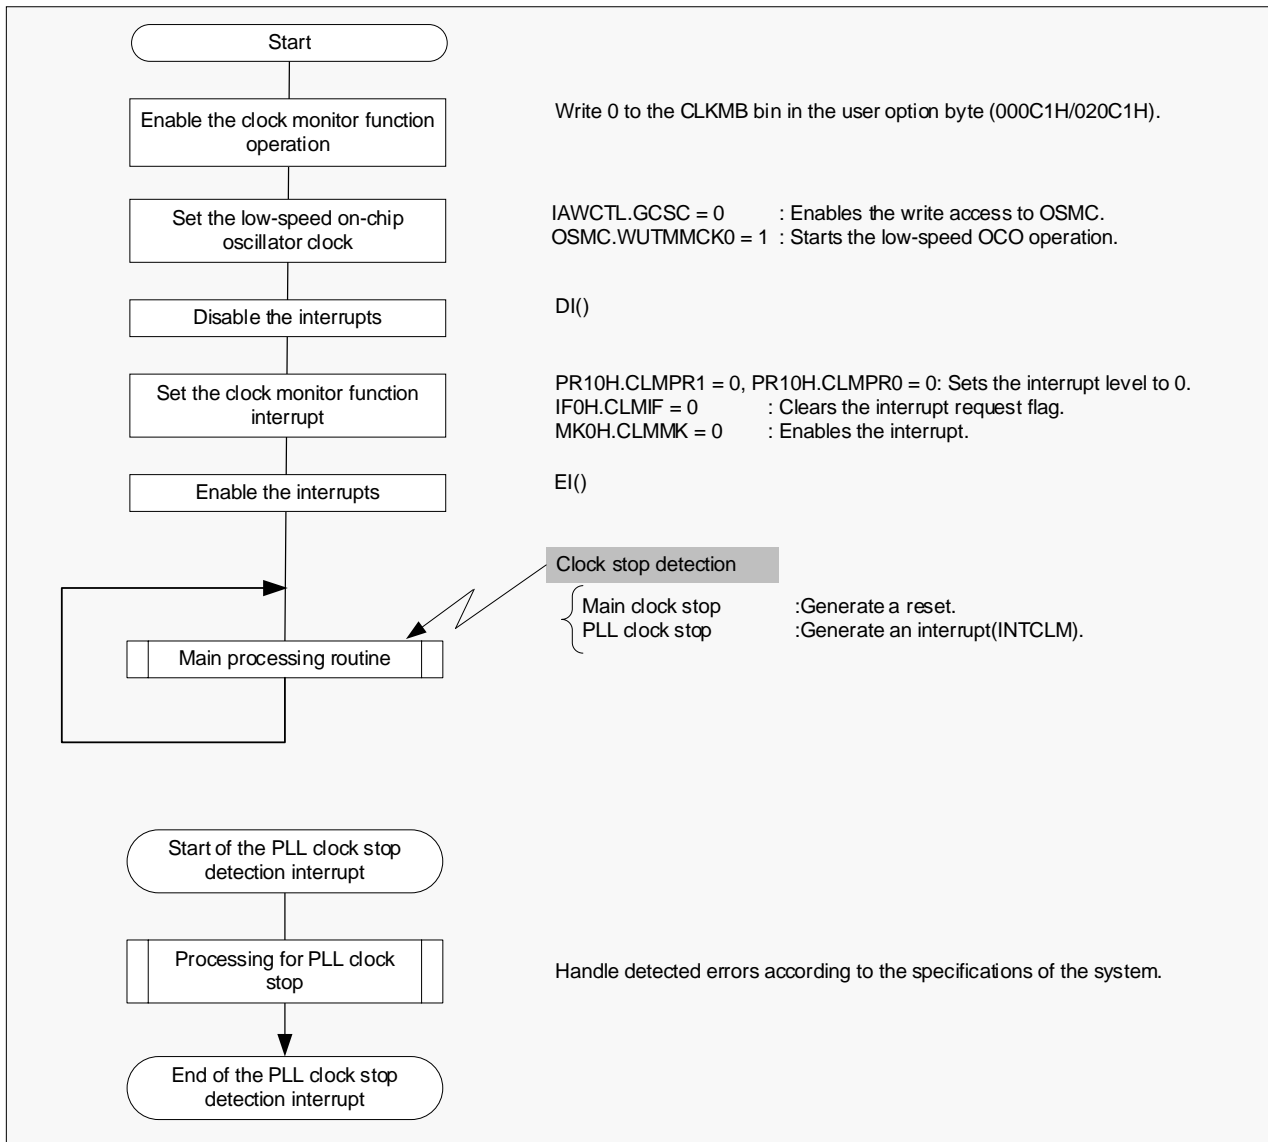 Start
Enable the clock monitor function
operation
Write 0 to the CLKMB bin in the user option byte (000C1H/020C1H).
Set the low-speed on-chip
oscillator clock
IAWCTL.GCSC = 0 : Enables the write access to OSMC.
OSMC.WUTMMCK0 = 1 : Starts the low-speed OCO operation.
Disable the interrupts
DI()
Set the clock monitor function
interrupt
PR10H.CLMPR1 = 0, PR10H.CLMPR0 = 0: Sets the interrupt level to 0.
IF0H.CLMIF = 0 : Clears the interrupt request flag.
MK0H.CLMMK = 0 : Enables the interrupt.
Enable the interrupts
EI()
Clock stop detection
Main clock stop :Generate a reset.
PLL clock stop :Generate an interrupt(INTCLM).
Main processing routine
Start of the PLL clock stop
detection interrupt
Processing for PLL clock
stop
Handle detected errors according to the specifications of the system.
End of the PLL clock stop
detection interrupt